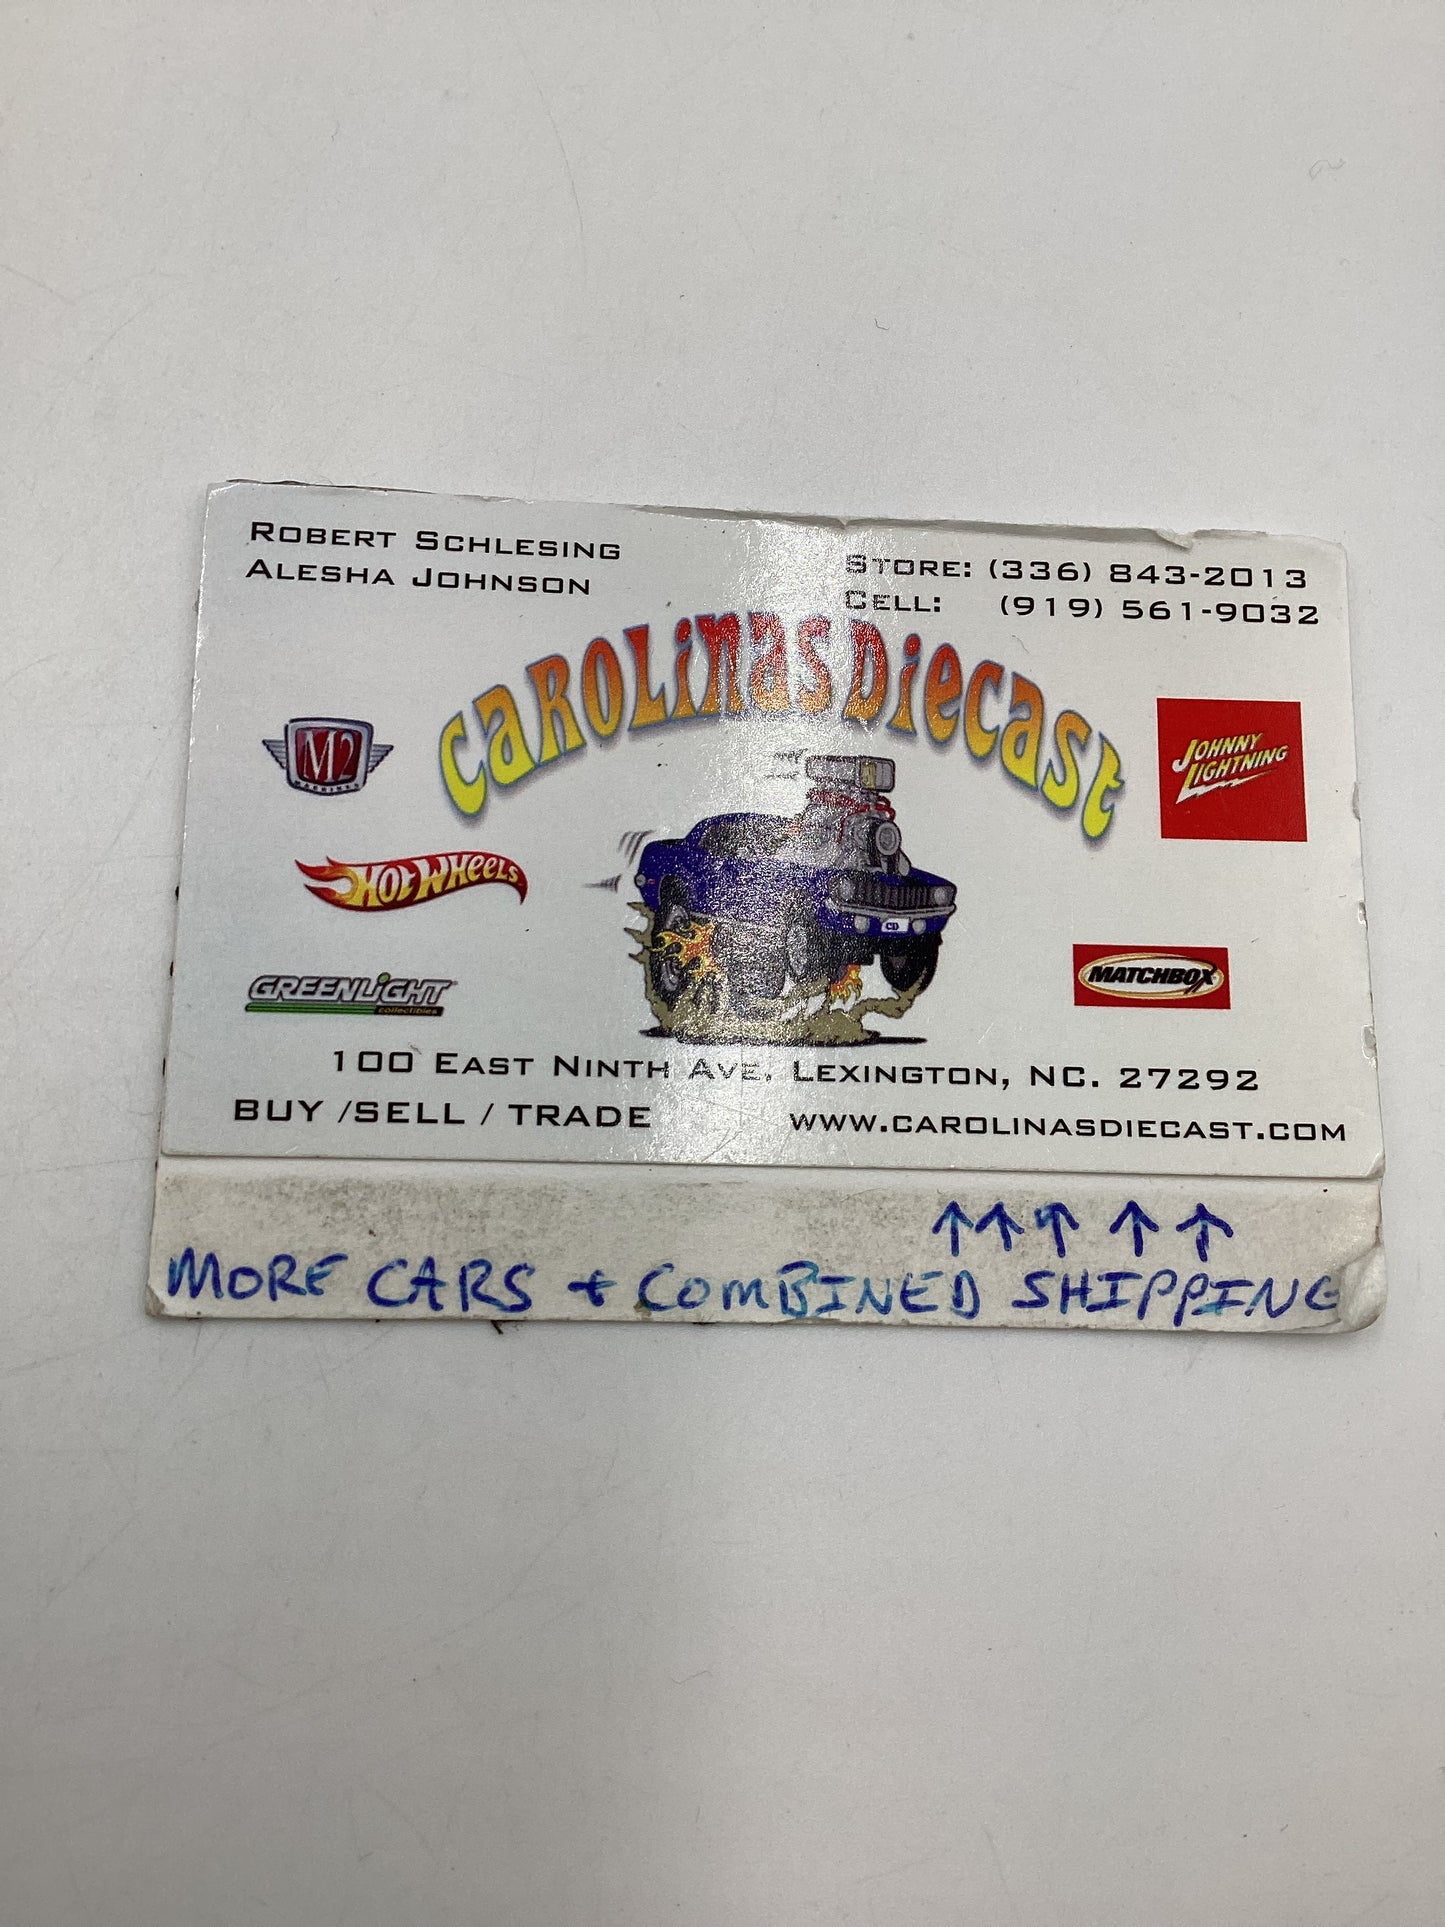 ROBERT SCHLESING
ALESHA JOHNSON
STORE: (336) 843-2013
CELL: (919) 561-9032
CAROLINAS DIECAST
M2
MACHINES
JOHNNY
LIGHTNING
HOT WHEELS
CD
GREENLIGHT
collectibles
MATCHBOX
100 EAST NINTH AVE, LEXINGTON, NC. 27292
BUY /SELL / TRADE
WWW.CAROLINASDIECAST.COM
MORE CARS + COMBINED SHIPPING